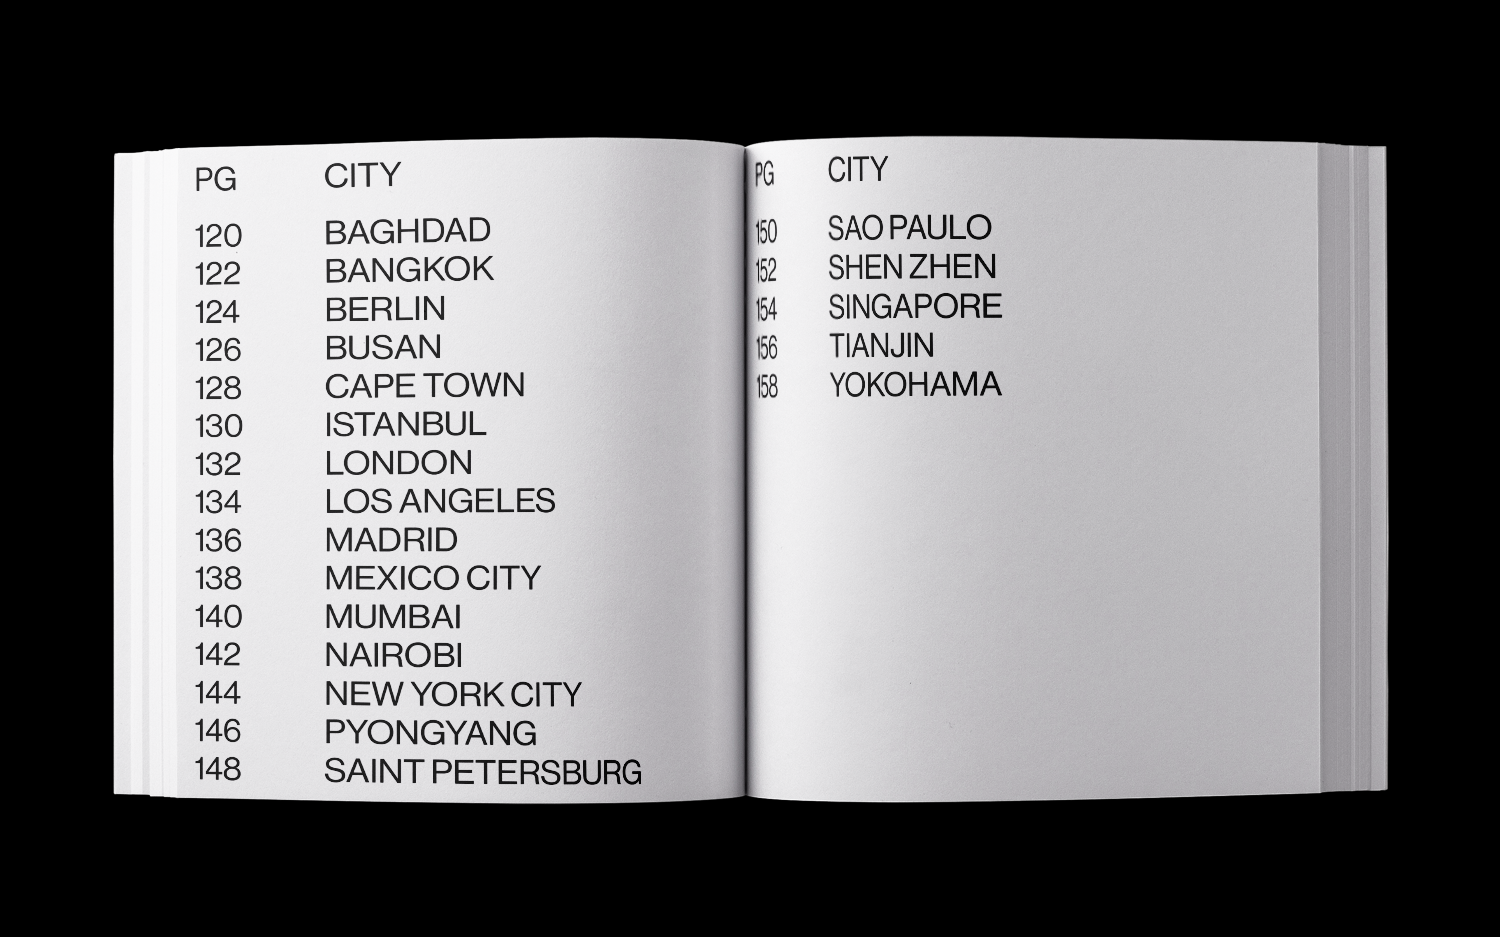 PG CITY
120 BAGHDAD
122 BANGKOK
124 BERLIN
126 BUSAN
128 CAPE TOWN
130 ISTANBUL
132 LONDON
134 LOS ANGELES
136 MADRID
138 MEXICO CITY
140 MUMBAI
142 NAIROBI
144 NEW YORK CITY
146 PYONGYANG
148 SAINT PETERSBURG
PG CITY
150 SAO PAULO
152 SHEN ZHEN
154 SINGAPORE
156 TIANJIN
158 YOKOHAMA